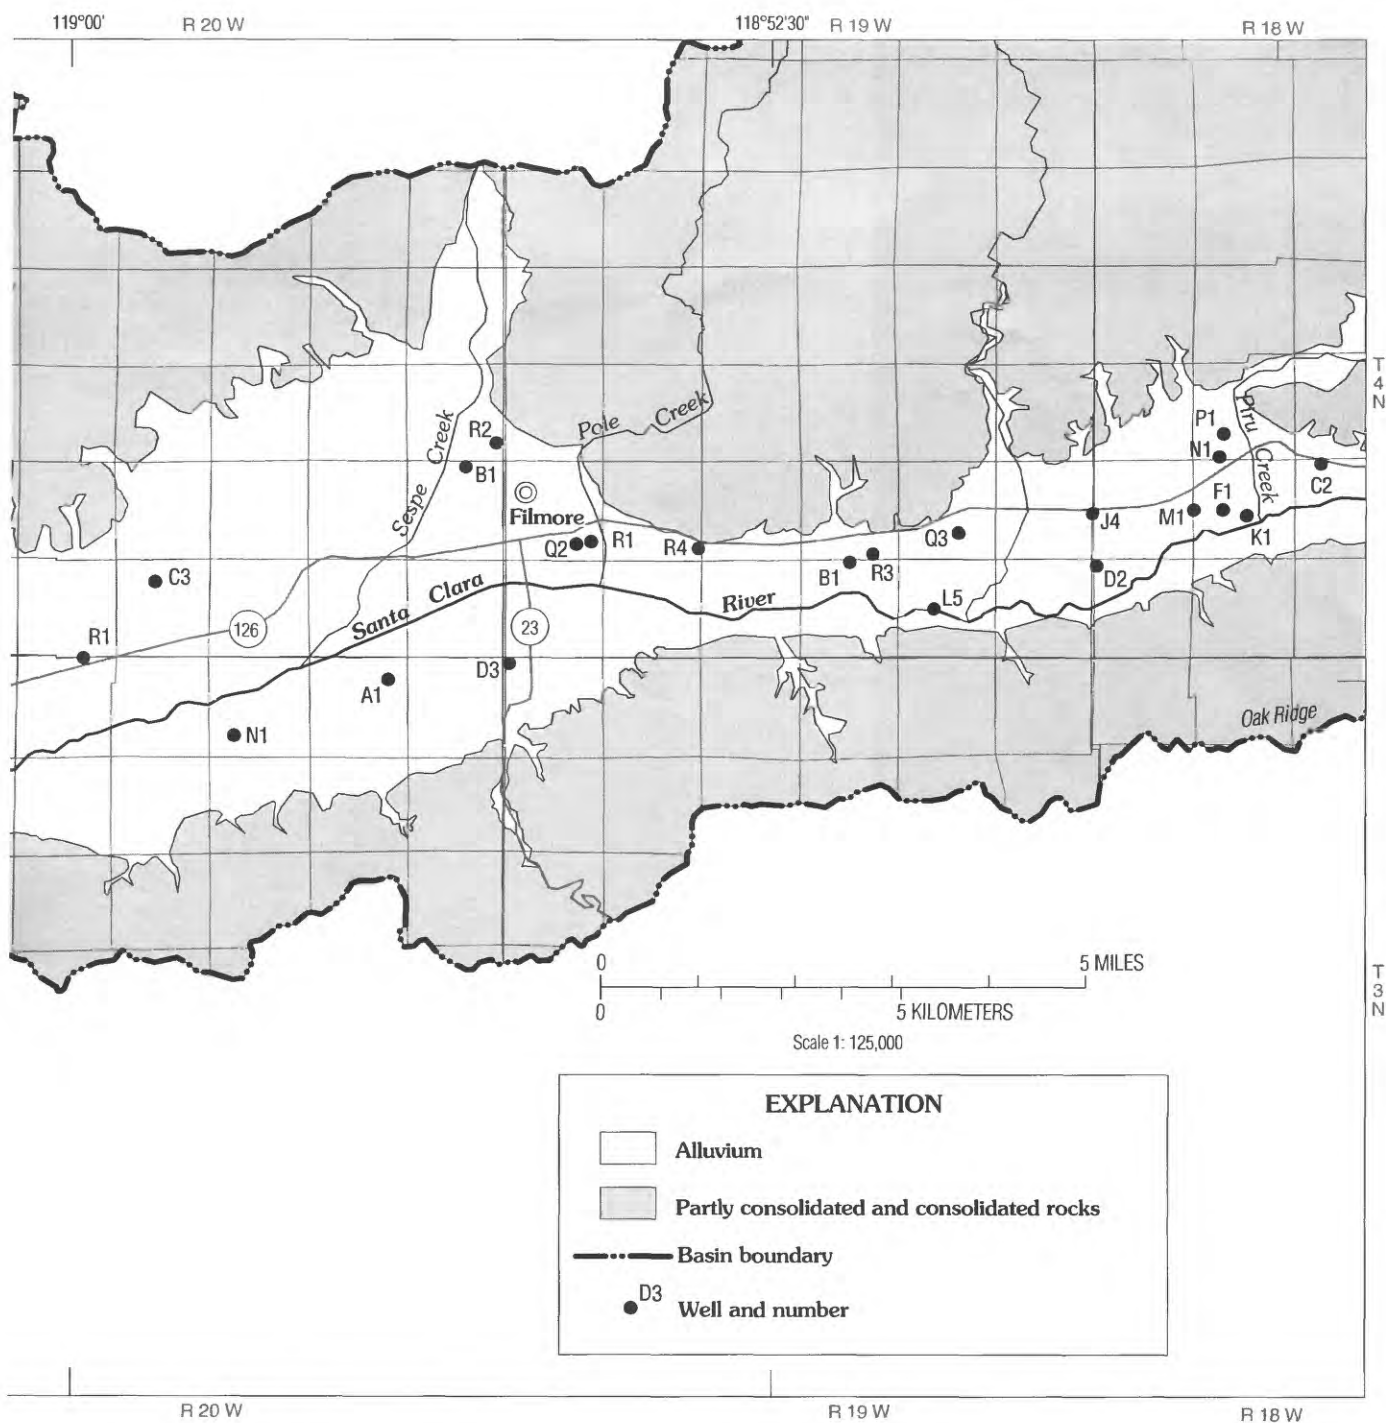 119°00'
R 20 W
118°52'30"
R 19 W
R 18 W
T
4
N
Pole Creek
Piru Creek
P1
N1
R2
Sespe Creek
B1
C2
F1
Filmore
M1
J4
K1
Q2
R1
R4
Q3
B1
R3
D2
C3
Santa Clara River
L5
126
23
R1
D3
A1
N1
Oak Ridge
0
5 MILES
0
5 KILOMETERS
Scale 1: 125,000
T
3
N
EXPLANATION
Alluvium
Partly consolidated and consolidated rocks
Basin boundary
D3
Well and number
R 20 W
R 19 W
R 18 W